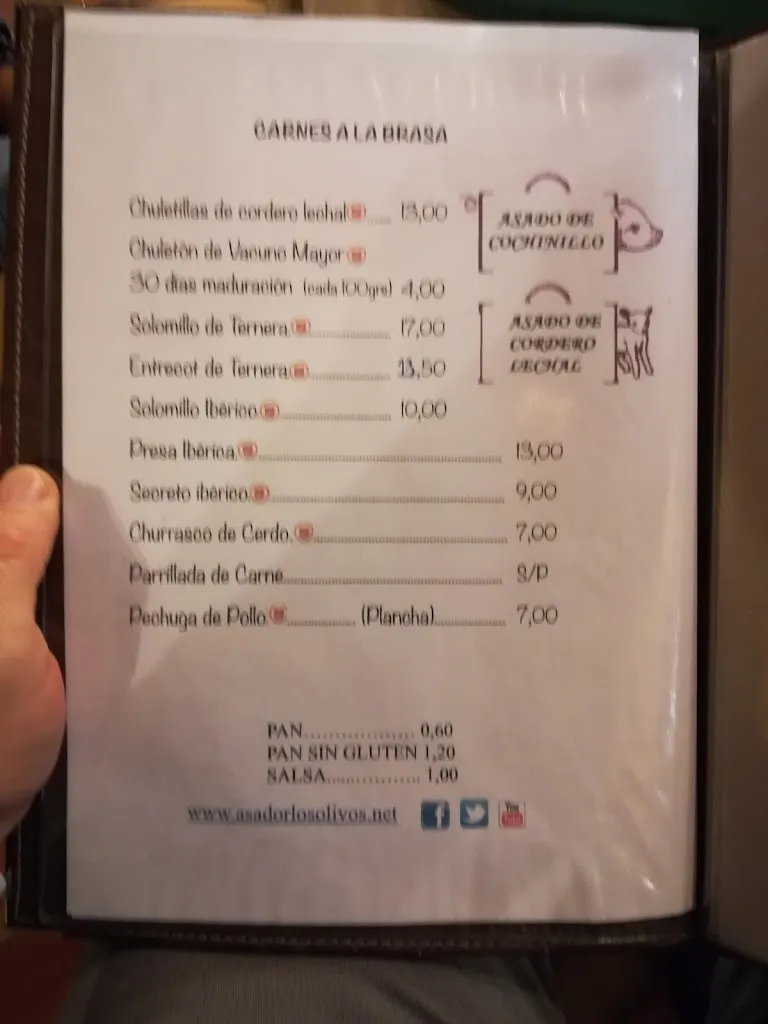 CARNES A LA BRASA
Chuletillas de cordero lechal ...... 13,00
Chuletón de Vacuno Mayor
30 días maduración (cada 100grs) 4,00
Solomillo de Ternera ...... 17,00
Entrecot de Ternera ...... 13,50
Solomillo Ibérico ...... 10,00
Presa Ibérica ...... 13,00
Secreto ibérico ...... 9,00
Churrasco de Cerdo ...... 7,00
Parrillada de Carne ...... S/P
Pechuga de Pollo ...... (Plancha) ...... 7,00
ASADO DE
COCHINILLO
ASADO DE
CORDERO
LECHAL
PAN.................. 0,60
PAN SIN GLUTEN 1,20
SALSA............... 1,00
www.asadorlosolivos.net
f
You